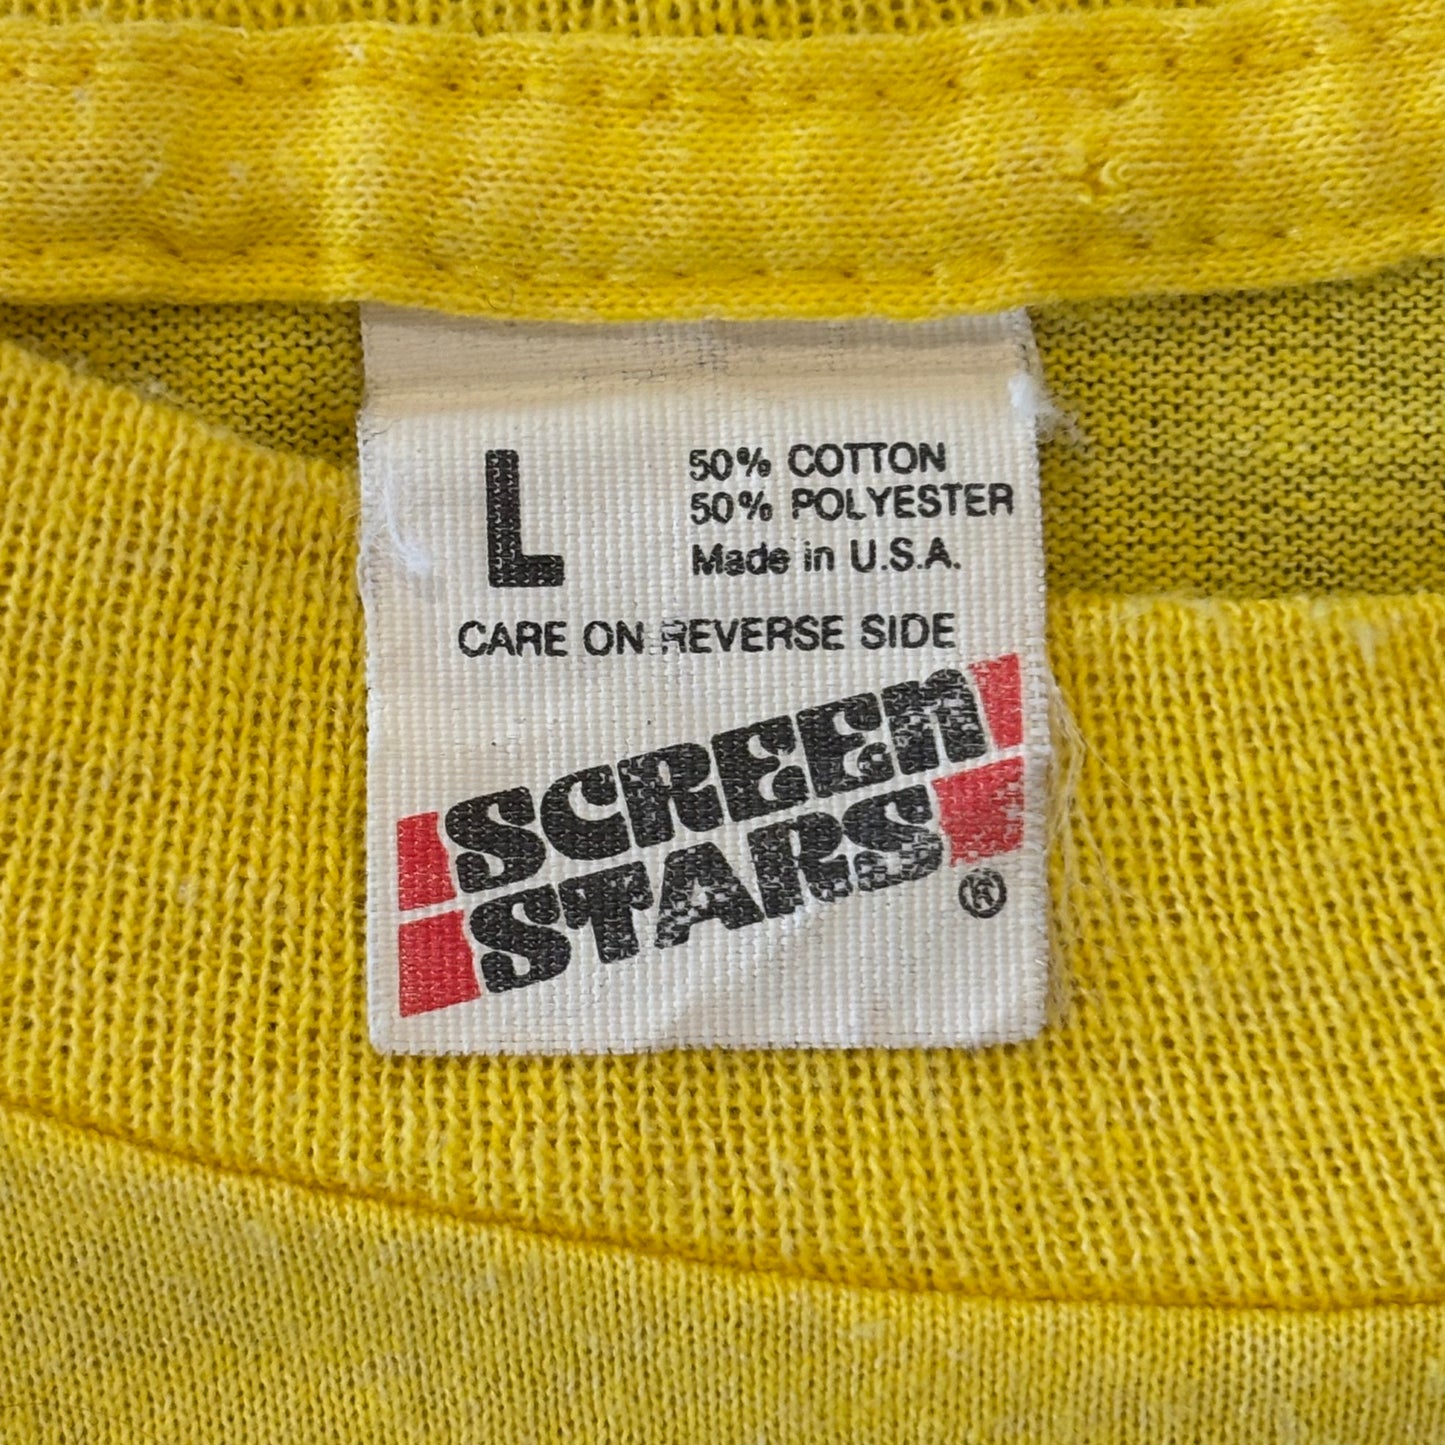 L
50% COTTON
50% POLYESTER
Made in U.S.A.
CARE ON REVERSE SIDE
SCREEN
STARS
®